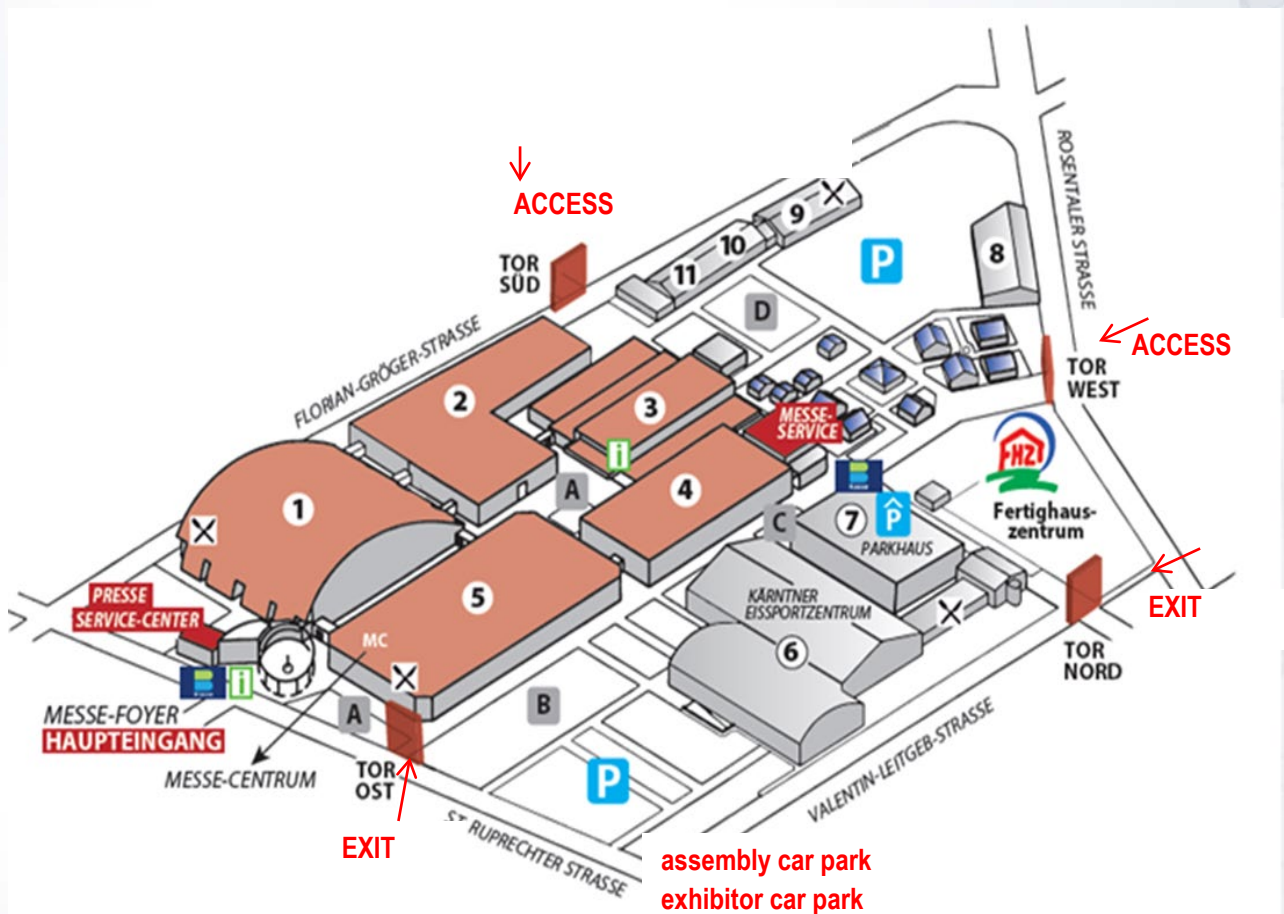 ACCESS
ROSENTALER STRASSE
9
10
11
P
8
TOR
SÜD
D
FLORIAN-GRÖGER-STRASSE
ACCESS
TOR
WEST
2
3
MESSE-
SERVICE
i
4
A
1
C
7
P
PARKHAUS
FHZ
Fertighaus-
zentrum
5
KÄRNTNER
EISSPORTZENTRUM
EXIT
PRESSE
SERVICE-CENTER
MC
6
TOR
NORD
i
A
B
MESSE-FOYER
HAUPTEINGANG
MESSE-CENTRUM
TOR
OST
P
VALENTIN-LEITGEB-STRASSE
EXIT
ST. RUPRECHTER STRASSE
assembly car park
exhibitor car park